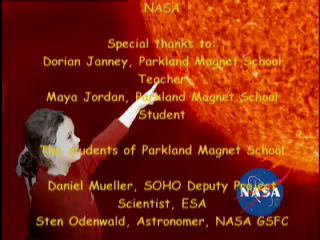 NASA
Special thanks to:
Dorian Janney, Parkland Magnet School
Teacher
Maya Jordan, Parkland Magnet School
Student
The students of Parkland Magnet School
Daniel Mueller, SOHO Deputy Project
Scientist, ESA
NASA
Sten Odenwald, Astronomer, NASA GSFC